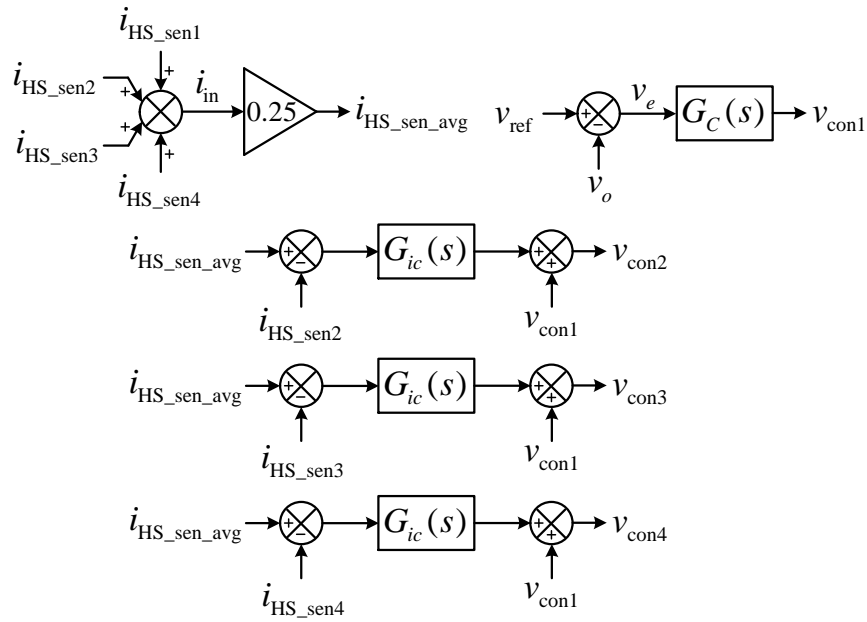 i_HS_sen1
i_HS_sen2
i_HS_sen3
i_HS_sen4
+
+
+
+
i_in
0.25
i_HS_sen_avg
v_ref
+
−
v_o
v_e
G_C(s)
v_con1
i_HS_sen_avg
+
−
i_HS_sen2
G_ic(s)
+
+
v_con1
v_con2
i_HS_sen_avg
+
−
i_HS_sen3
G_ic(s)
+
+
v_con1
v_con3
i_HS_sen_avg
+
−
i_HS_sen4
G_ic(s)
+
+
v_con1
v_con4